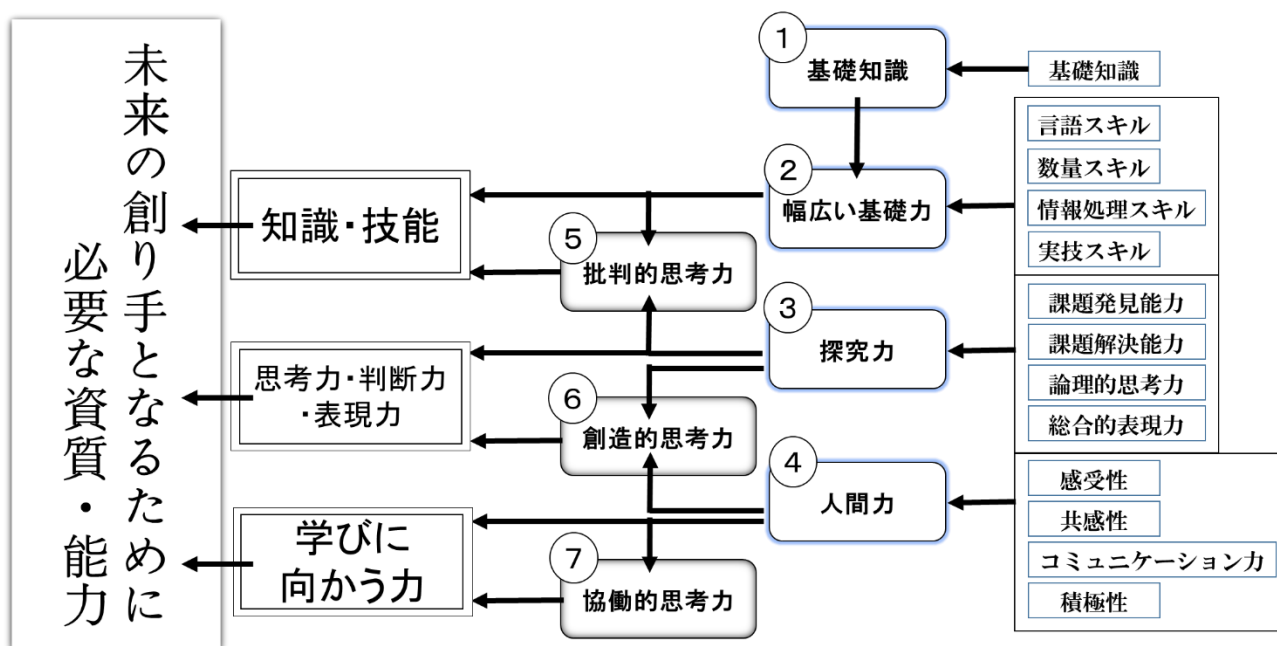 未来の創り手となるために
必要な資質・能力
知識・技能
思考力・判断力
・表現力
学びに
向かう力
⑤
批判的思考力
⑥
創造的思考力
⑦
協働的思考力
①
基礎知識
②
幅広い基礎力
③
探究力
④
人間力
基礎知識
言語スキル
数量スキル
情報処理スキル
実技スキル
課題発見能力
課題解決能力
論理的思考力
総合的表現力
感受性
共感性
コミュニケーション力
積極性